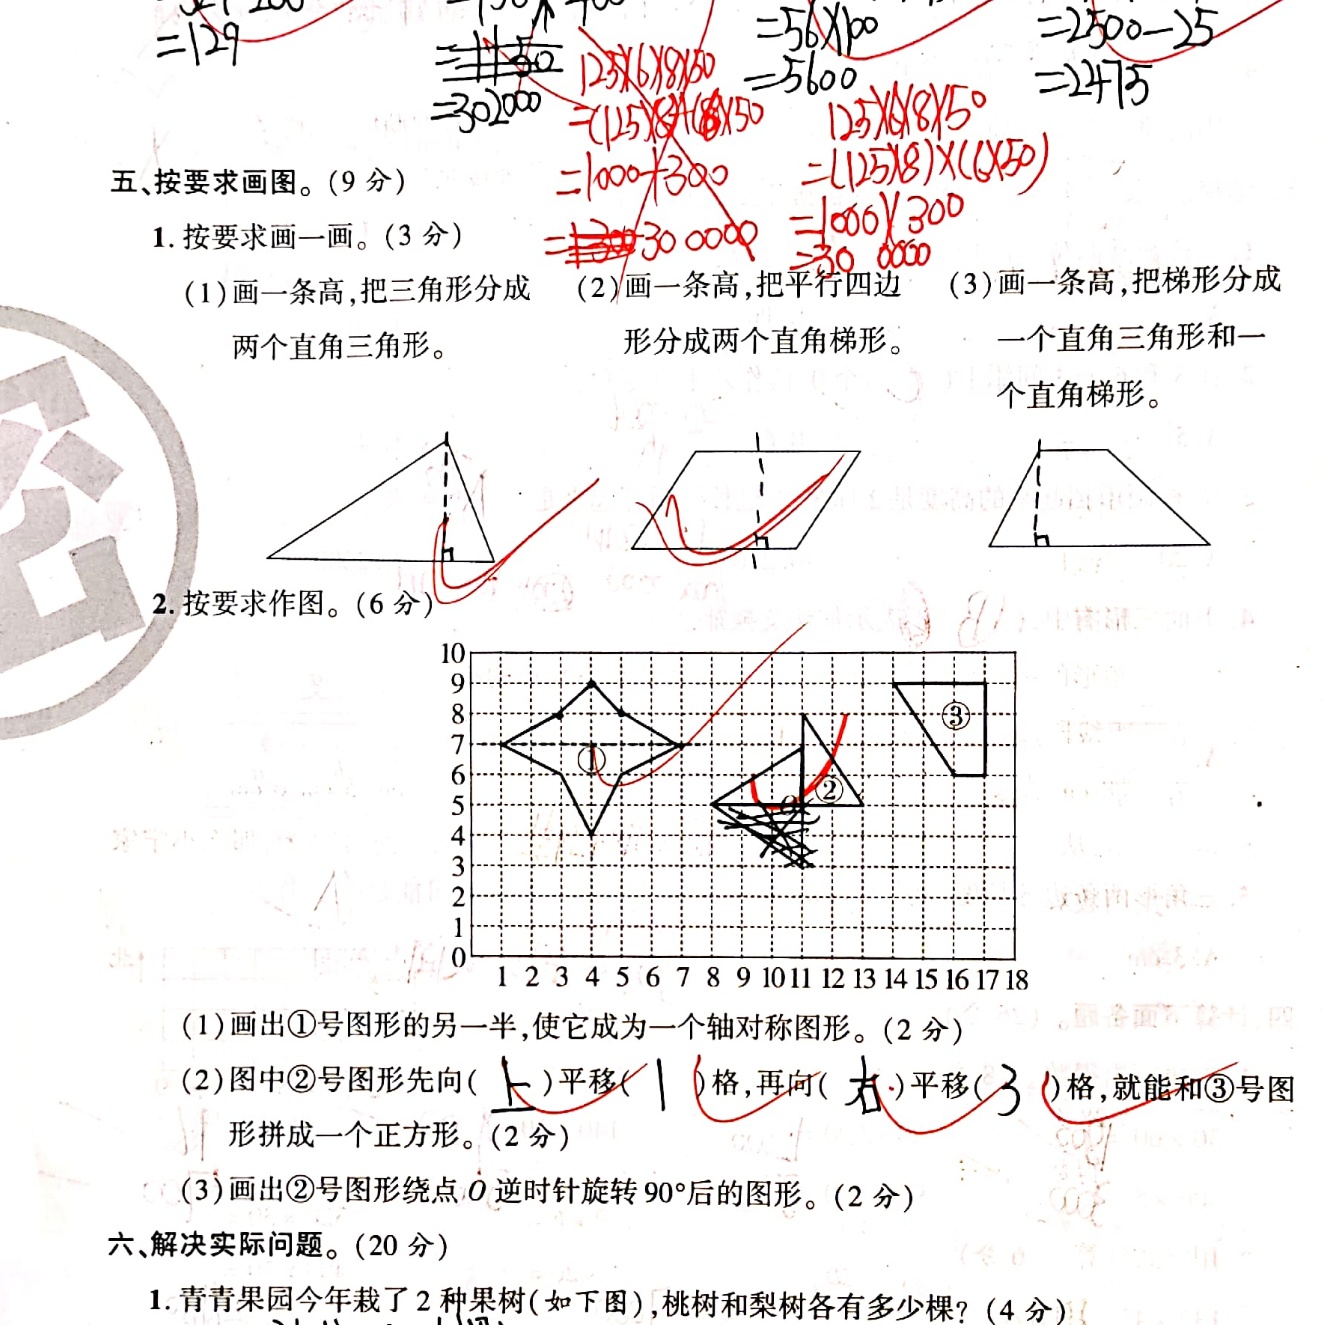 =129
=1150
=302000
=56×100
=5600
=2500-25
=2475
125×6×8×50
=(125×8)+(6×50
=1000+300
=1300 30 0000
125×6×8×50
=(125×8)×(6×50)
=1000×300
=30 0000
五、按要求画图。(9 分)
1. 按要求画一画。(3 分)
(1)画一条高,把三角形分成
两个直角三角形。
(2)画一条高,把平行四边
形分成两个直角梯形。
(3)画一条高,把梯形分成
一个直角三角形和一
个直角梯形。
2. 按要求作图。(6 分)
10
9
8
7
6
5
4
3
2
1
0
① ② ③
O
1 2 3 4 5 6 7 8 9 10 11 12 13 14 15 16 17 18
(1)画出①号图形的另一半,使它成为一个轴对称图形。(2 分)
(2)图中②号图形先向( 上 )平移( 1 )格,再向( 右 )平移( 3 )格,就能和③号图
形拼成一个正方形。(2 分)
(3)画出②号图形绕点 O 逆时针旋转 90°后的图形。(2 分)
六、解决实际问题。(20 分)
1. 青青果园今年栽了 2 种果树(如下图),桃树和梨树各有多少棵? (4 分)